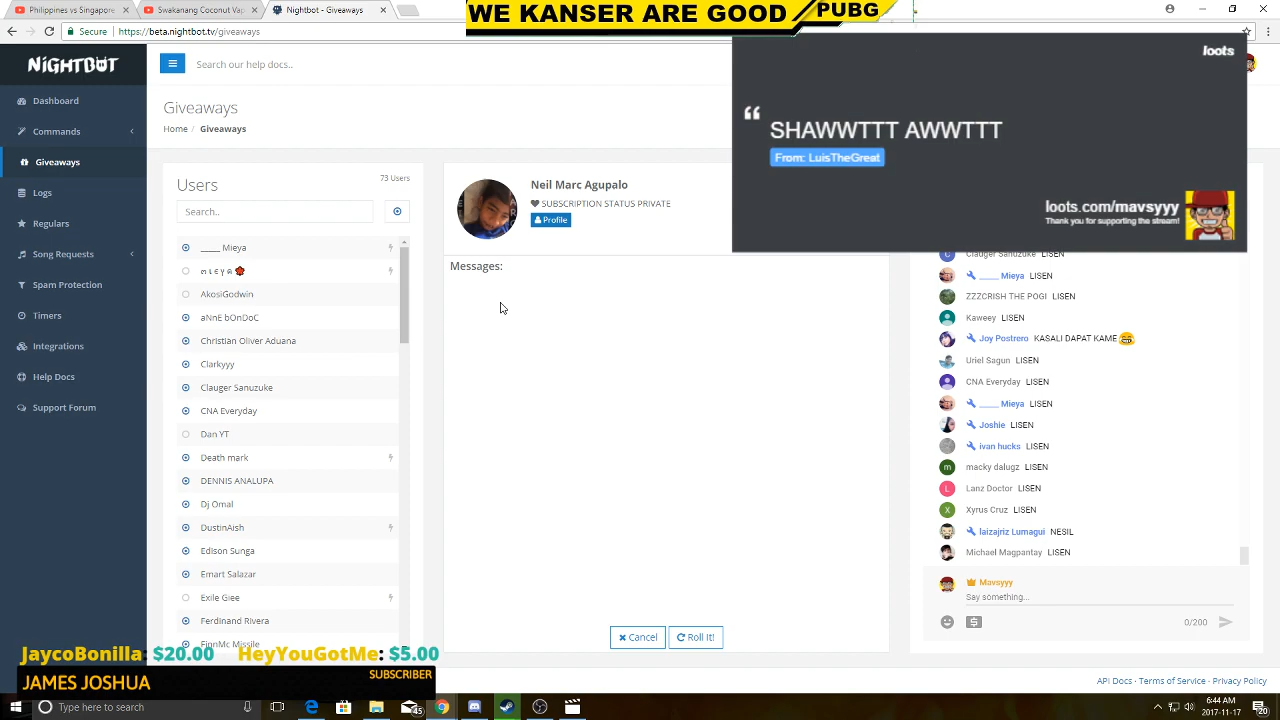 WE KANSER ARE GOOD
PUBG
Secure
https://beta.nightbot.tv/giveaways
NIGHTBOT
Search our help docs..
loots
Giveaways
Home / Giveaways
SHAWWTTT AWWTTT
From: LuisTheGreat
loots.com/mavsyyy
Thank you for supporting the stream!
Dashboard
Commands
Giveaways
Logs
Regulars
Song Requests
Spam Protection
Timers
Integrations
Help Docs
Support Forum
Users
73 Users
Search..
_____ Mieya
AkosiGodwin
aNnE bOnDoC
Christian Oliver Aduana
Clarkyyy
Clauger Sanuzuke
CNA Everyday
Dan YT
Death mark
DENNIS ANALUPA
Dj Omal
DustinAish
Edison Sunga
Emart Salazar
Exile Giee
Ferdinand Rivera
FinnMc Missile
Neil Marc Agupalo
SUBSCRIPTION STATUS PRIVATE
Profile
Messages:
Cancel
Roll It!
Clauger Sanuzuke LISEN
_____ Mieya LISEN
ZZZCRISH THE POGI LISEN
Kaweey LISEN
Joy Postrero KASALI DAPAT KAME
Uriel Sagun LISEN
CNA Everyday LISEN
_____ Mieya LISEN
Joshie LISEN
ivan hucks LISEN
macky dalugz LISEN
Lanz Doctor LISEN
Xyrus Cruz LISEN
laizajriz Lumagui NESIL
Michael Magpantay LISEN
Mavsyyy
Say something...
0/200
JaycoBonilla: $20.00 HeyYouGotMe: $5.00
JAMES JOSHUA
SUBSCRIBER
API Docs · Terms of Service · Privacy Policy
Type here to search
6:44 AM
2017-11-17